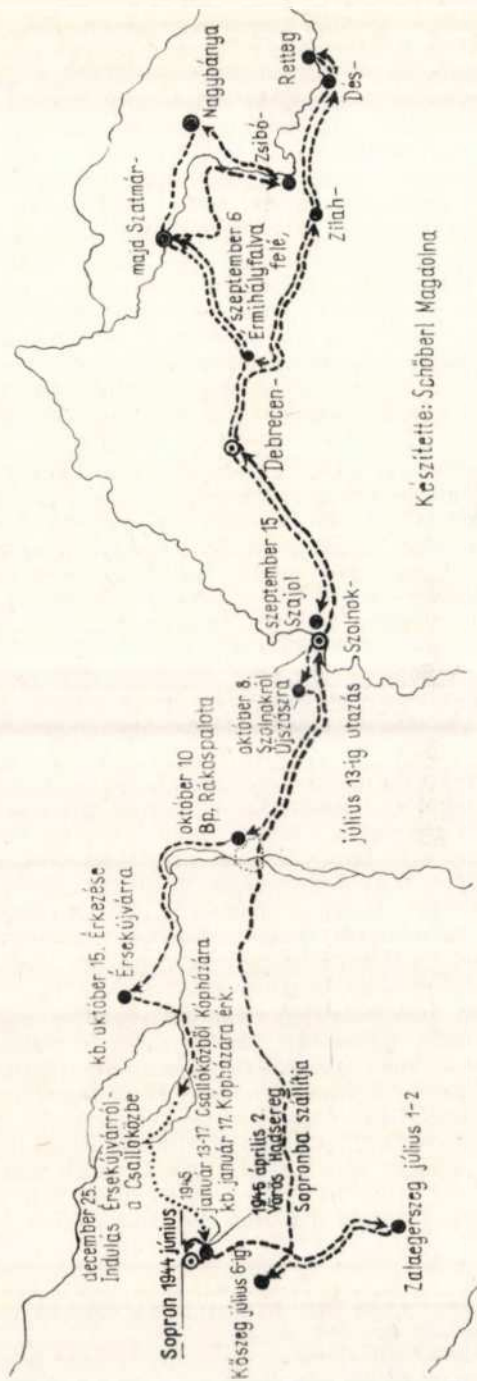 december 25.
Indulás Érsekújvárról-
a Csallóközbe
Sopron 1944 június
1945
január 13-17 Csallóközből Kópházára
kb. január 17. Kópházára érk.
1945 április 2
Vörös Hadsereg
Sopronba szállítja
Kőszeg július 6-ig
Zalaegerszeg július 1-2
kb. október 15. Érkezése
Érsekújvárra
október 10
Bp. Rákospalota
október 8.
Szolnokról
Újszászra
július 13-ig utazás Szolnok-
szeptember 15
Szajol
Debrecen-
, szeptember 6
Érmihályfalva
felé,
majd Szatmár-
Nagybánya
Zsibó-
Zilah-
Dés-
Retteg
Készítette: Schöberl Magdolna